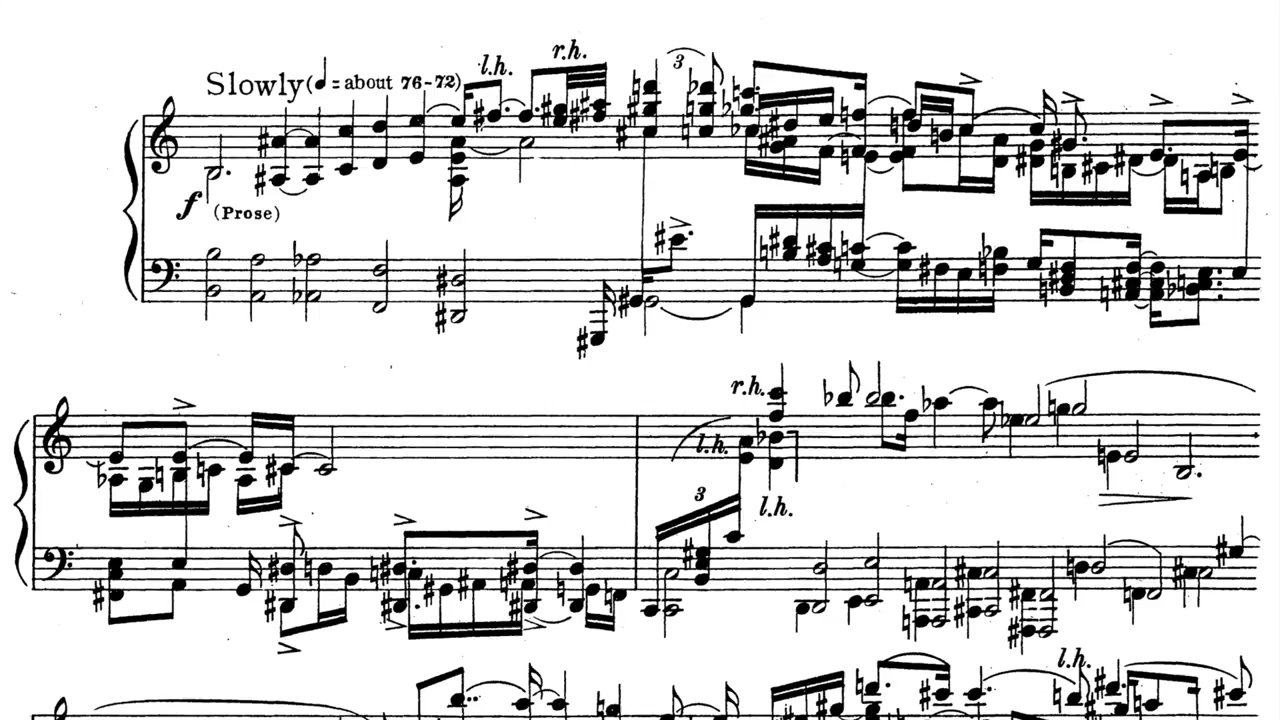 Slowly (♩ = about 76-72)
l.h.
r.h.
3
f
(Prose)
r.h.
l.h.
3
l.h.
l.h.